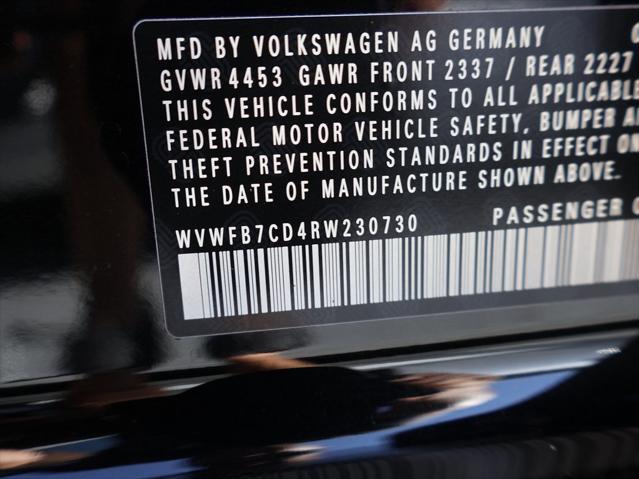 MFD BY VOLKSWAGEN AG GERMANY
GVWR 4453 GAWR FRONT 2337 / REAR 2227
THIS VEHICLE CONFORMS TO ALL APPLICABLE
FEDERAL MOTOR VEHICLE SAFETY, BUMPER
THEFT PREVENTION STANDARDS IN EFFECT ON
THE DATE OF MANUFACTURE SHOWN ABOVE.
WVWFB7CD4RW230730 PASSENGER